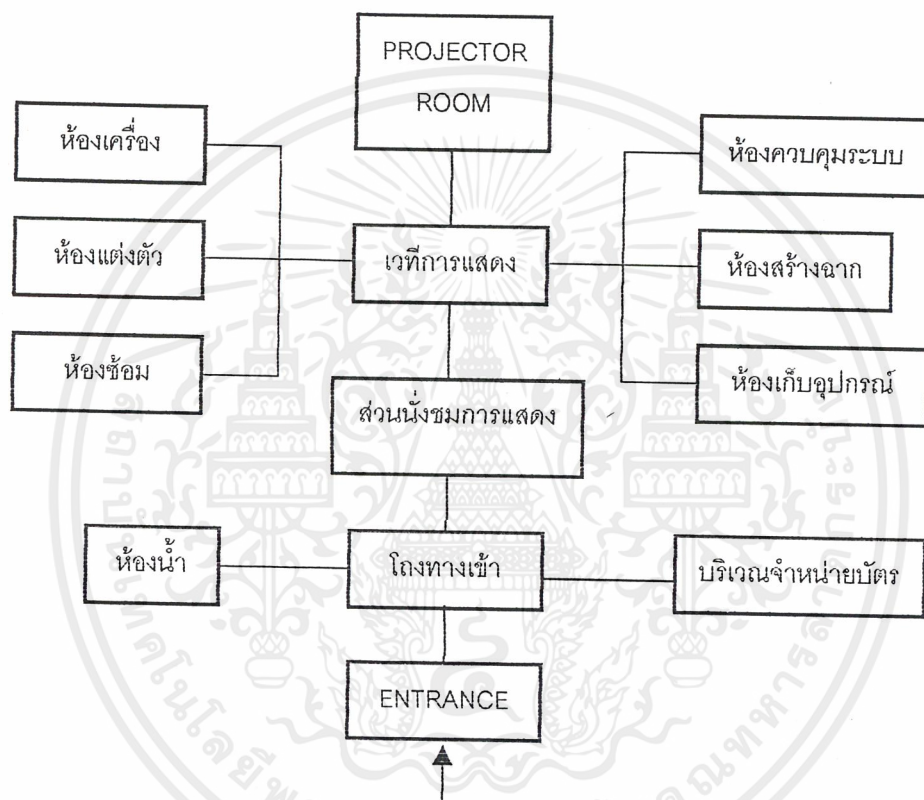 PROJECTOR
ROOM
ห้องเครื่อง
ห้องควบคุมระบบ
ห้องแต่งตัว
เวทีการแสดง
ห้องสร้างฉาก
ห้องซ้อม
ห้องเก็บอุปกรณ์
ส่วนนั่งชมการแสดง
ห้องน้ำ
โถงทางเข้า
บริเวณจำหน่ายบัตร
ENTRANCE